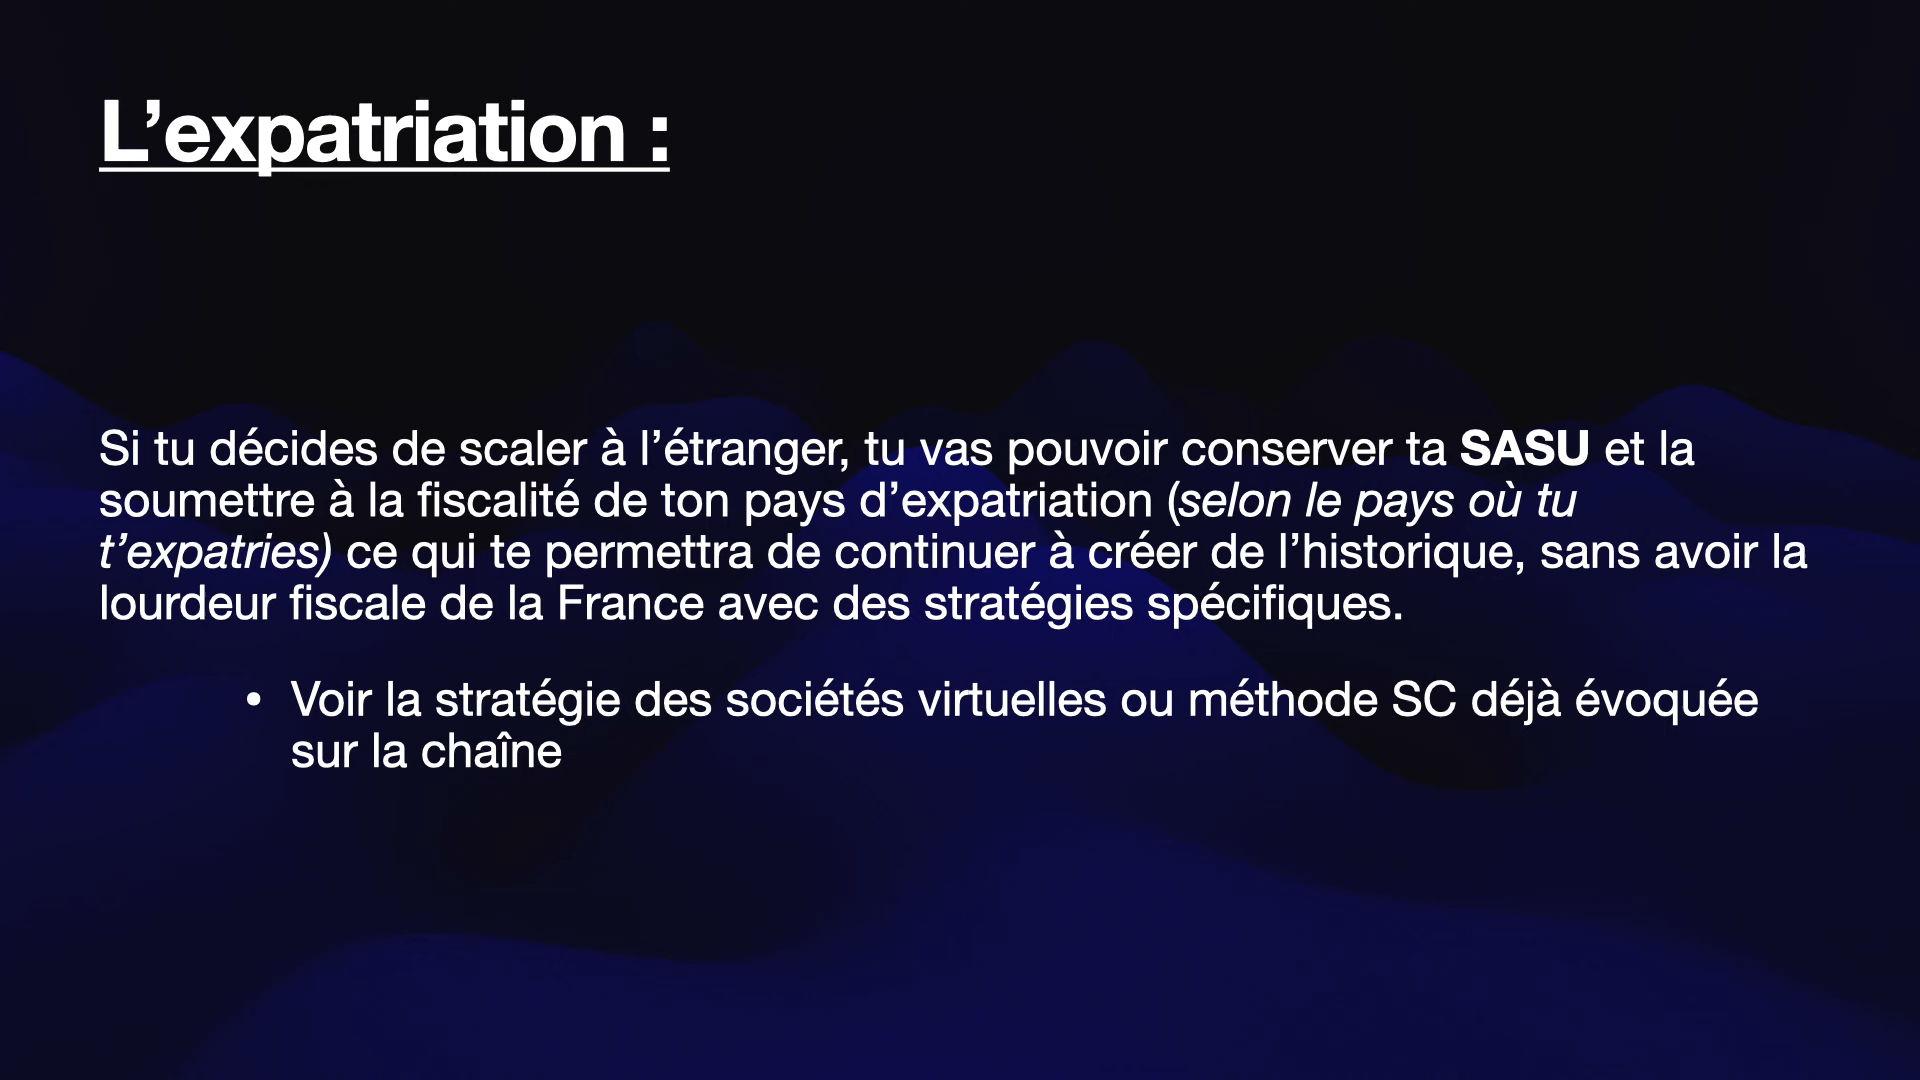 L’expatriation :
Si tu décides de scaler à l’étranger, tu vas pouvoir conserver ta SASU et la
soumettre à la fiscalité de ton pays d’expatriation (selon le pays où tu
t’expatries) ce qui te permettra de continuer à créer de l’historique, sans avoir la
lourdeur fiscale de la France avec des stratégies spécifiques.
• Voir la stratégie des sociétés virtuelles ou méthode SC déjà évoquée
sur la chaîne